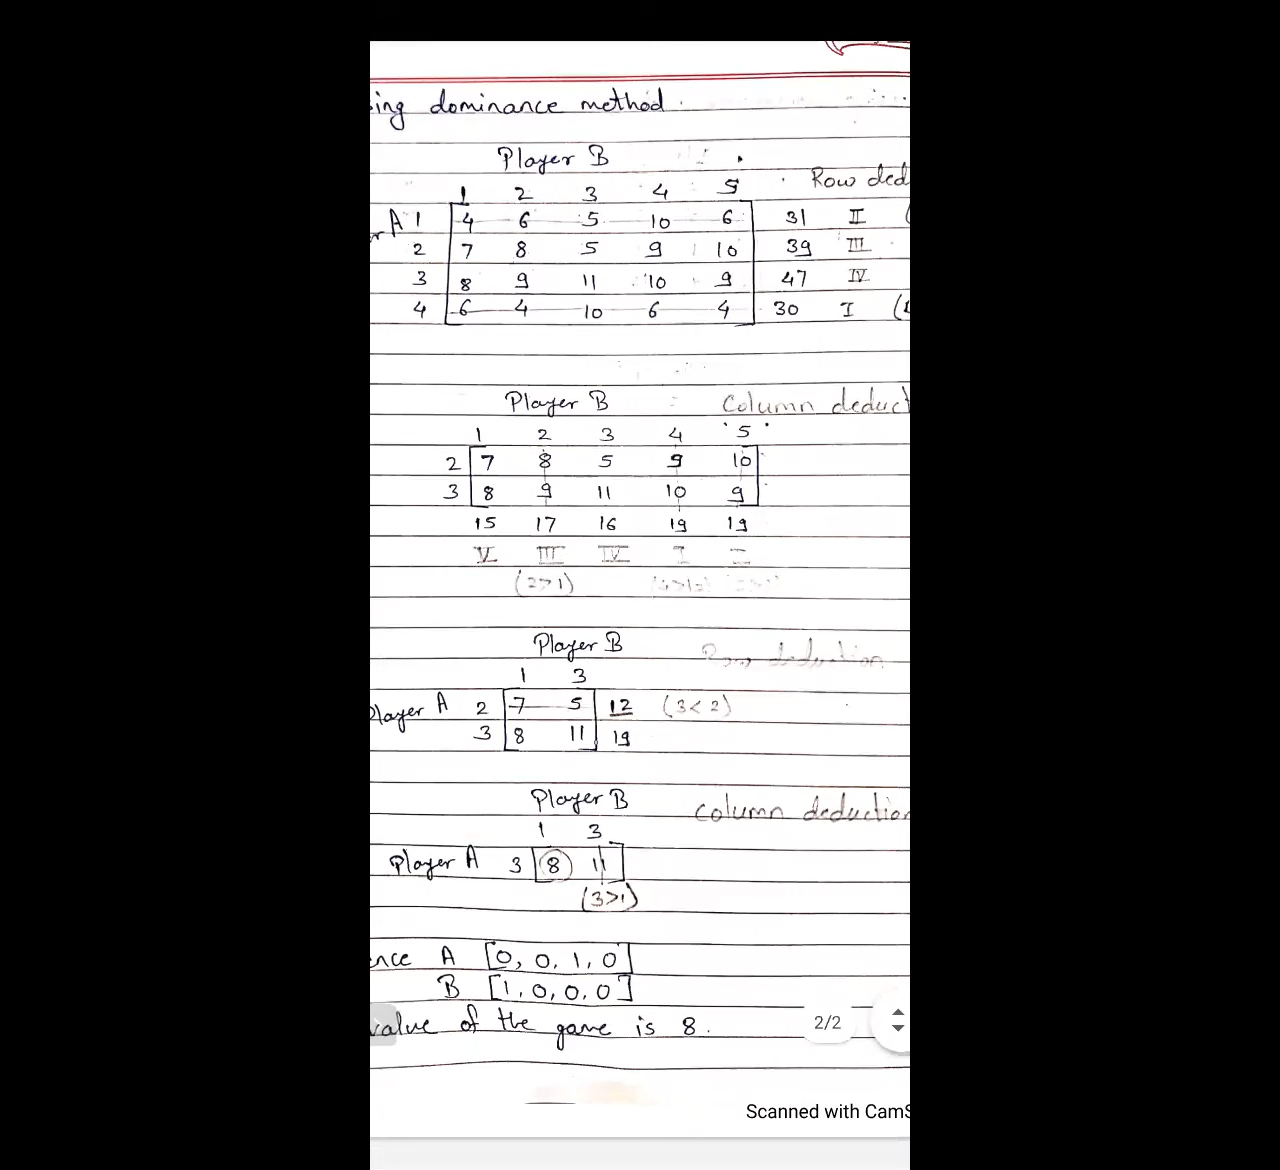 ing dominance method
Player B
Row ded
1 2 3 4 5
A 1 4 6 5 10 6 31 II (
2 7 8 5 9 10 39 III
3 8 9 11 10 9 47 IV
4 6 4 10 6 4 30 I (
Player B Column deduct
1 2 3 4 5
2 7 8 5 9 10
3 8 9 11 10 9
15 17 16 19 19
V III IV I II
(2>1)
Player B Row deduction
1 3
Player A 2 7 5 12 (3<2)
3 8 11 19
Player B Column deduction
1 3
Player A 3 8 11
(3>1)
ence A [0, 0, 1, 0]
B [1, 0, 0, 0]
value of the game is 8.
2/2
Scanned with CamS